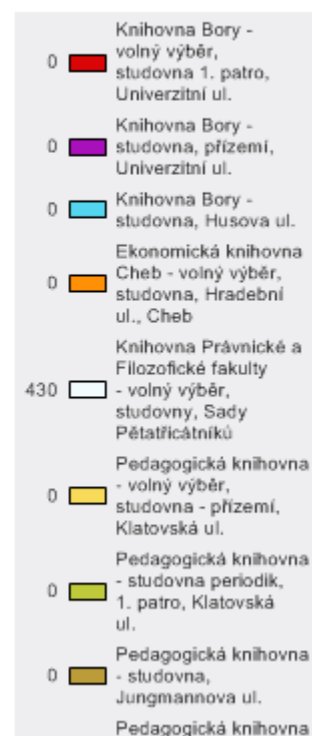 Knihovna Bory -
volný výběr,
0 studovna 1. patro,
Univerzitní ul.
Knihovna Bory -
0 studovna, přízemí,
Univerzitní ul.
0 Knihovna Bory -
studovna, Husova ul.
Ekonomická knihovna
0 Cheb - volný výběr,
studovna, Hradební
ul., Cheb
Knihovna Právnické a
Filozofické fakulty
430 - volný výběr,
studovny, Sady
Pětatřicátníků
Pedagogická knihovna
0 - volný výběr,
studovna - přízemí,
Klatovská ul.
Pedagogická knihovna
0 - studovna periodik,
1. patro, Klatovská
ul.
Pedagogická knihovna
0 - studovna,
Jungmannova ul.
Pedagogická knihovna